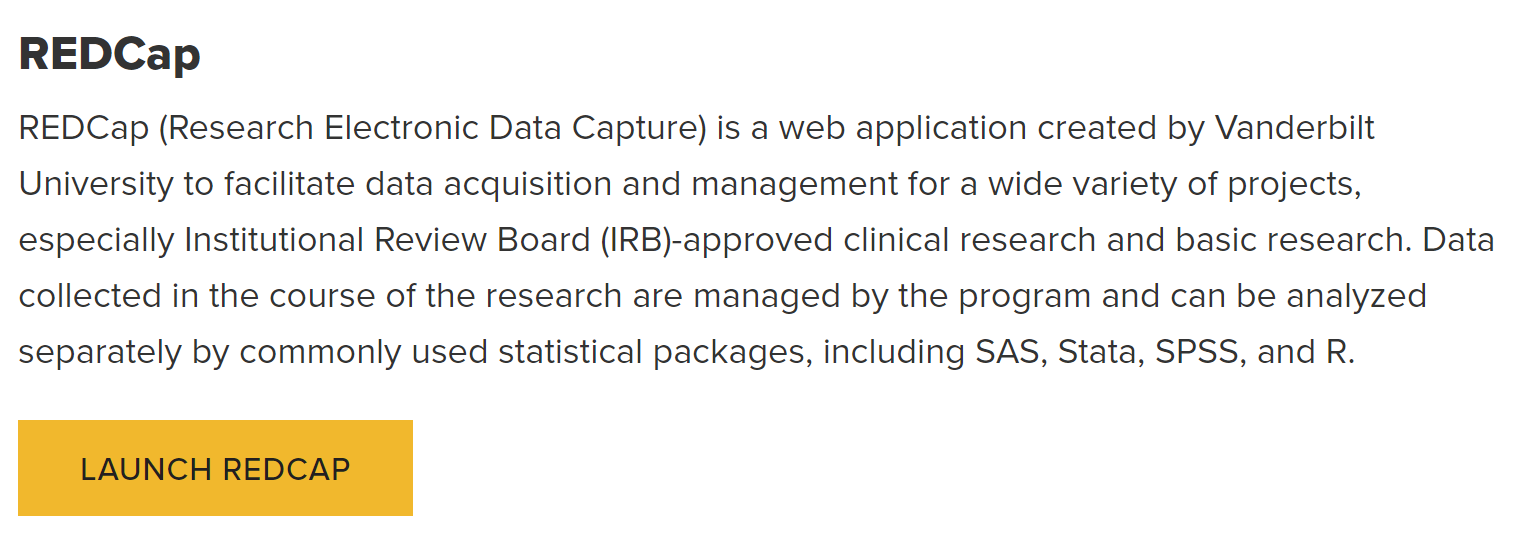 REDCap
REDCap (Research Electronic Data Capture) is a web application created by Vanderbilt
University to facilitate data acquisition and management for a wide variety of projects,
especially Institutional Review Board (IRB)-approved clinical research and basic research. Data
collected in the course of the research are managed by the program and can be analyzed
separately by commonly used statistical packages, including SAS, Stata, SPSS, and R.
LAUNCH REDCAP